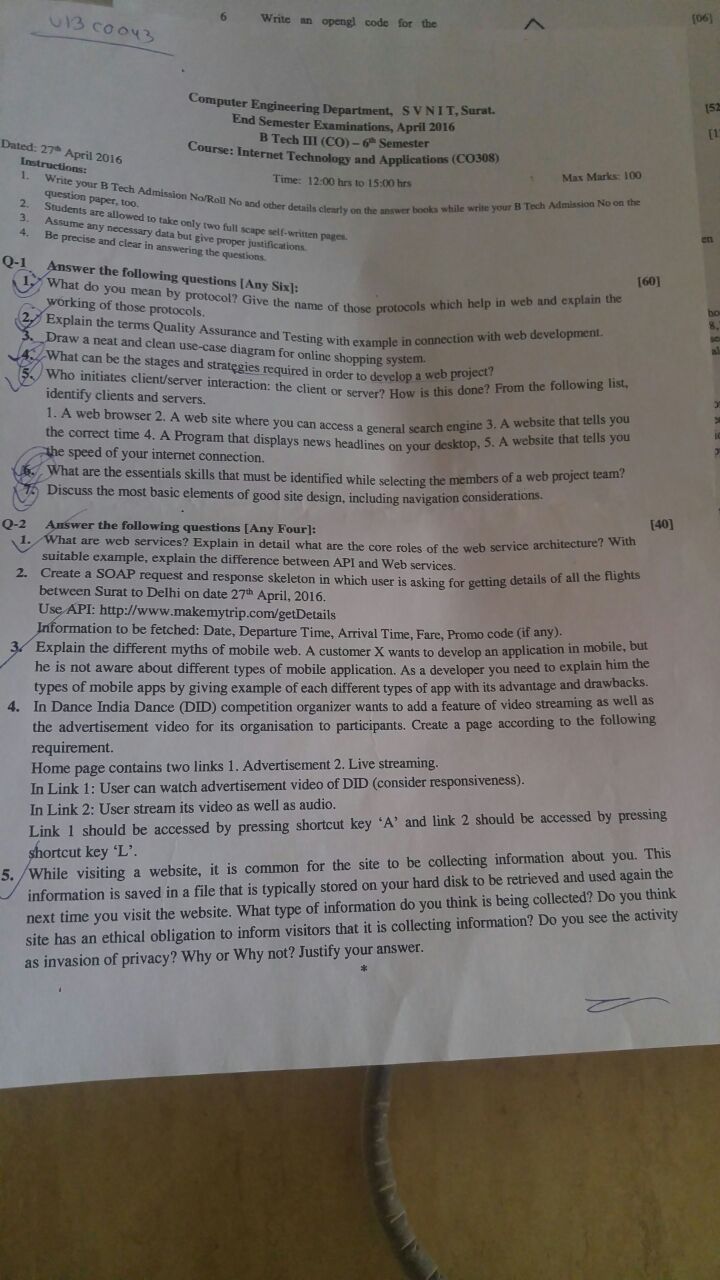 6 Write an opengl code for the [06]
U13CO043
[52
Computer Engineering Department, S V N I T, Surat.
End Semester Examinations, April 2016
B Tech III (CO) – 6th Semester
Course: Internet Technology and Applications (CO308)
Dated: 27th April 2016
Time: 12:00 hrs to 15:00 hrs Max Marks: 100
Instructions:
1. Write your B Tech Admission No/Roll No and other details clearly on the answer books while write your B Tech Admission No on the
question paper, too.
2. Students are allowed to take only two full scape self-written pages.
3. Assume any necessary data but give proper justifications.
4. Be precise and clear in answering the questions.
en
Q-1 Answer the following questions [Any Six]: [60]
1. What do you mean by protocol? Give the name of those protocols which help in web and explain the
working of those protocols.
2. Explain the terms Quality Assurance and Testing with example in connection with web development.
3. Draw a neat and clean use-case diagram for online shopping system.
4. What can be the stages and strategies required in order to develop a web project?
5. Who initiates client/server interaction: the client or server? How is this done? From the following list,
identify clients and servers.
1. A web browser 2. A web site where you can access a general search engine 3. A website that tells you
the correct time 4. A Program that displays news headlines on your desktop, 5. A website that tells you
the speed of your internet connection.
6. What are the essentials skills that must be identified while selecting the members of a web project team?
7. Discuss the most basic elements of good site design, including navigation considerations.
Q-2 Answer the following questions [Any Four]: [40]
1. What are web services? Explain in detail what are the core roles of the web service architecture? With
suitable example, explain the difference between API and Web services.
2. Create a SOAP request and response skeleton in which user is asking for getting details of all the flights
between Surat to Delhi on date 27th April, 2016.
Use API: http://www.makemytrip.com/getDetails
Information to be fetched: Date, Departure Time, Arrival Time, Fare, Promo code (if any).
3. Explain the different myths of mobile web. A customer X wants to develop an application in mobile, but
he is not aware about different types of mobile application. As a developer you need to explain him the
types of mobile apps by giving example of each different types of app with its advantage and drawbacks.
4. In Dance India Dance (DID) competition organizer wants to add a feature of video streaming as well as
the advertisement video for its organisation to participants. Create a page according to the following
requirement.
Home page contains two links 1. Advertisement 2. Live streaming.
In Link 1: User can watch advertisement video of DID (consider responsiveness).
In Link 2: User stream its video as well as audio.
Link 1 should be accessed by pressing shortcut key ‘A’ and link 2 should be accessed by pressing
shortcut key ‘L’.
5. While visiting a website, it is common for the site to be collecting information about you. This
information is saved in a file that is typically stored on your hard disk to be retrieved and used again the
next time you visit the website. What type of information do you think is being collected? Do you think
site has an ethical obligation to inform visitors that it is collecting information? Do you see the activity
as invasion of privacy? Why or Why not? Justify your answer.
*